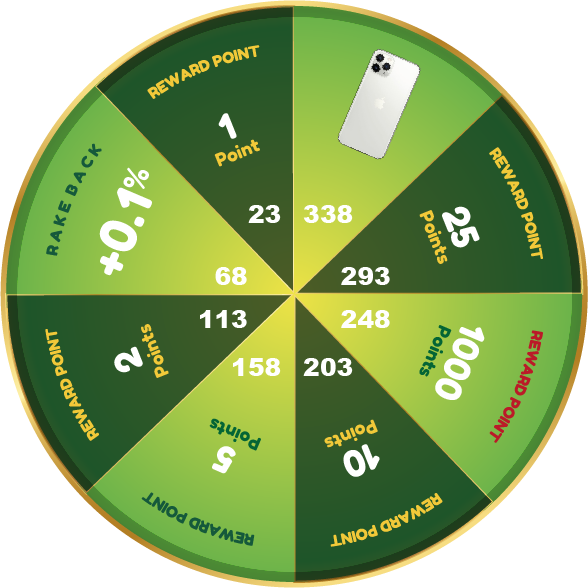 338
REWARD POINT
25
Points
293
REWARD POINT
1000
Points
248
REWARD POINT
10
Points
203
REWARD POINT
5
Points
158
REWARD POINT
2
Points
113
RAKE BACK
+0.1%
68
REWARD POINT
1
Point
23